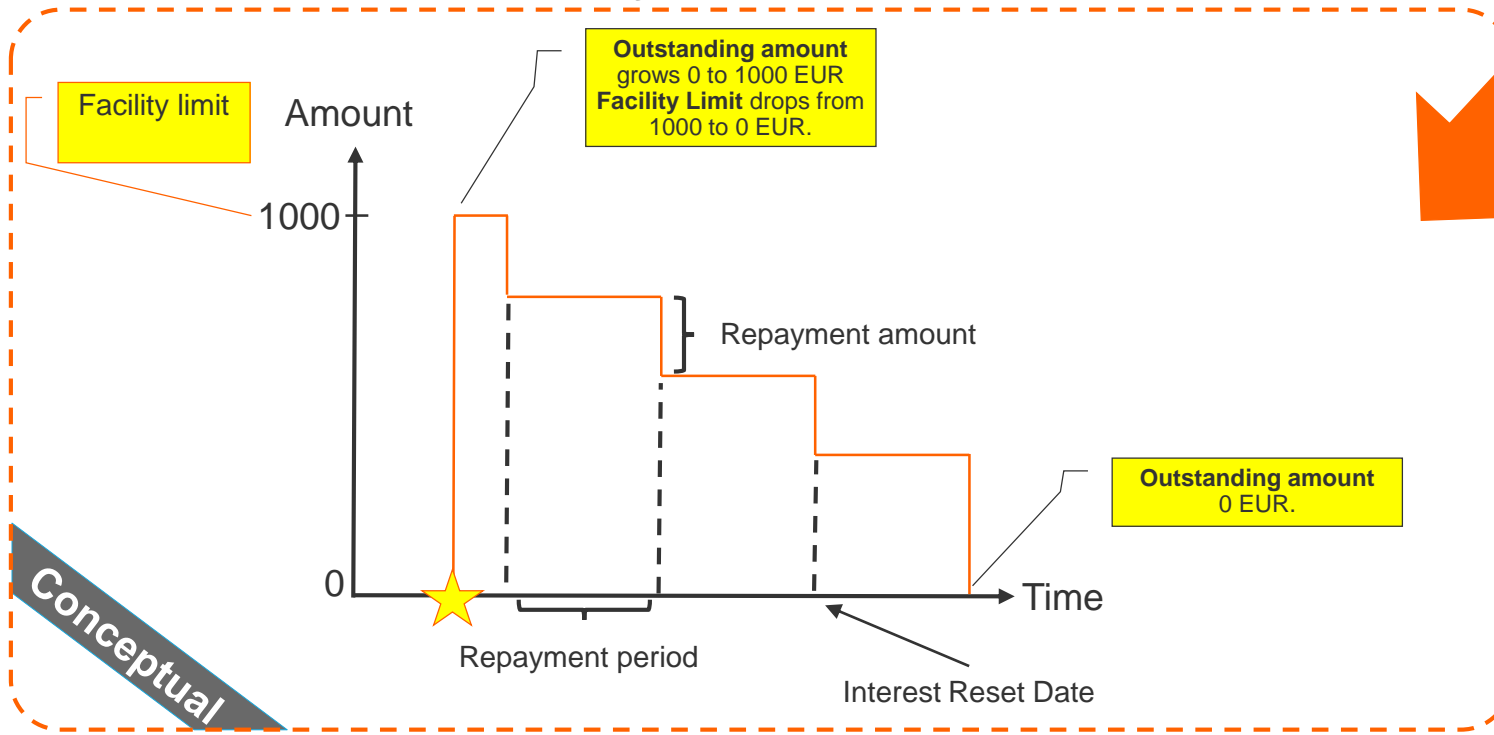 Outstanding amount
grows 0 to 1000 EUR
Facility Limit drops from
1000 to 0 EUR.
Facility limit
Amount
1000
Repayment amount
Outstanding amount
0 EUR.
0
Time
Repayment period
Interest Reset Date
Conceptual